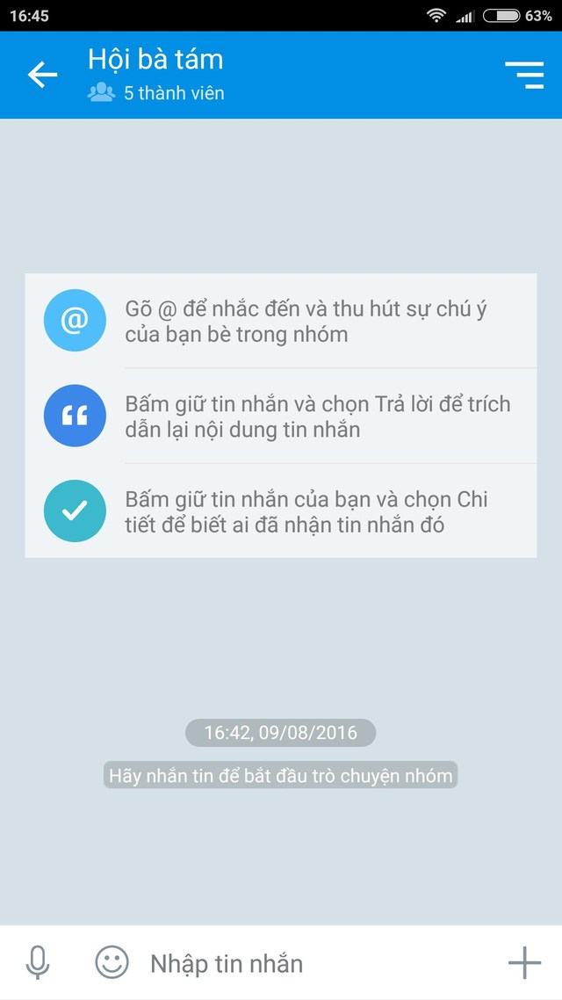 16:45
63%
Hội bà tám
5 thành viên
@
Gõ @ để nhắc đến và thu hút sự chú ý
của bạn bè trong nhóm
Bấm giữ tin nhắn và chọn Trả lời để trích
dẫn lại nội dung tin nhắn
Bấm giữ tin nhắn của bạn và chọn Chi
tiết để biết ai đã nhận tin nhắn đó
16:42, 09/08/2016
Hãy nhắn tin để bắt đầu trò chuyện nhóm
Nhập tin nhắn